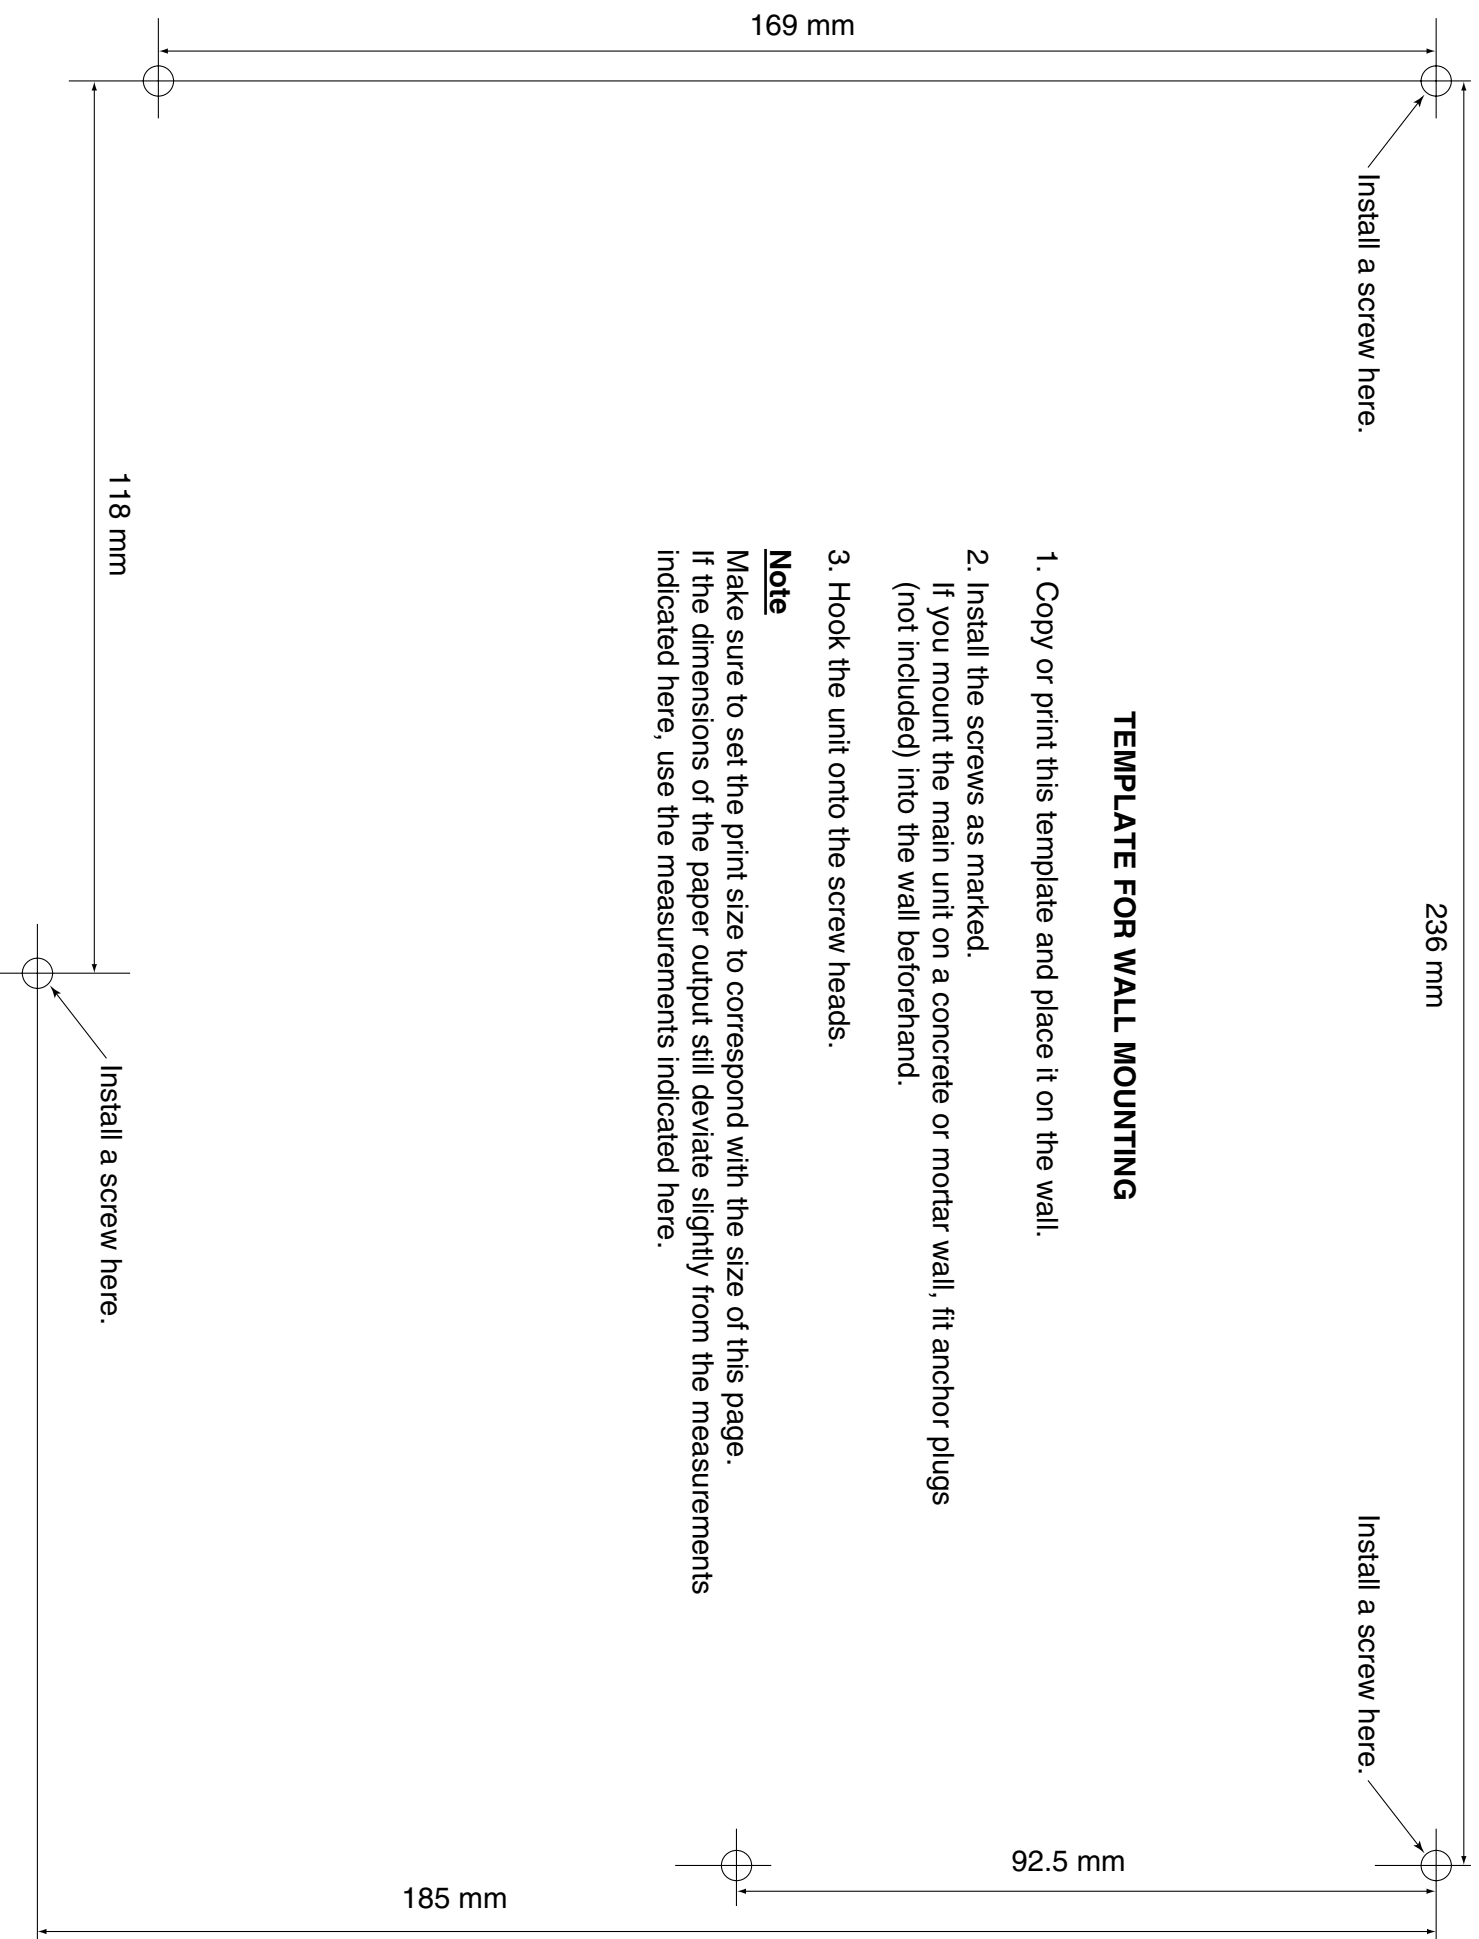 169 mm
236 mm
Install a screw here.
Install a screw here.
TEMPLATE FOR WALL MOUNTING
1. Copy or print this template and place it on the wall.
2. Install the screws as marked.
If you mount the main unit on a concrete or mortar wall, fit anchor plugs
(not included) into the wall beforehand.
3. Hook the unit onto the screw heads.
Note
Make sure to set the print size to correspond with the size of this page.
If the dimensions of the paper output still deviate slightly from the measurements
indicated here, use the measurements indicated here.
118 mm
Install a screw here.
92.5 mm
185 mm